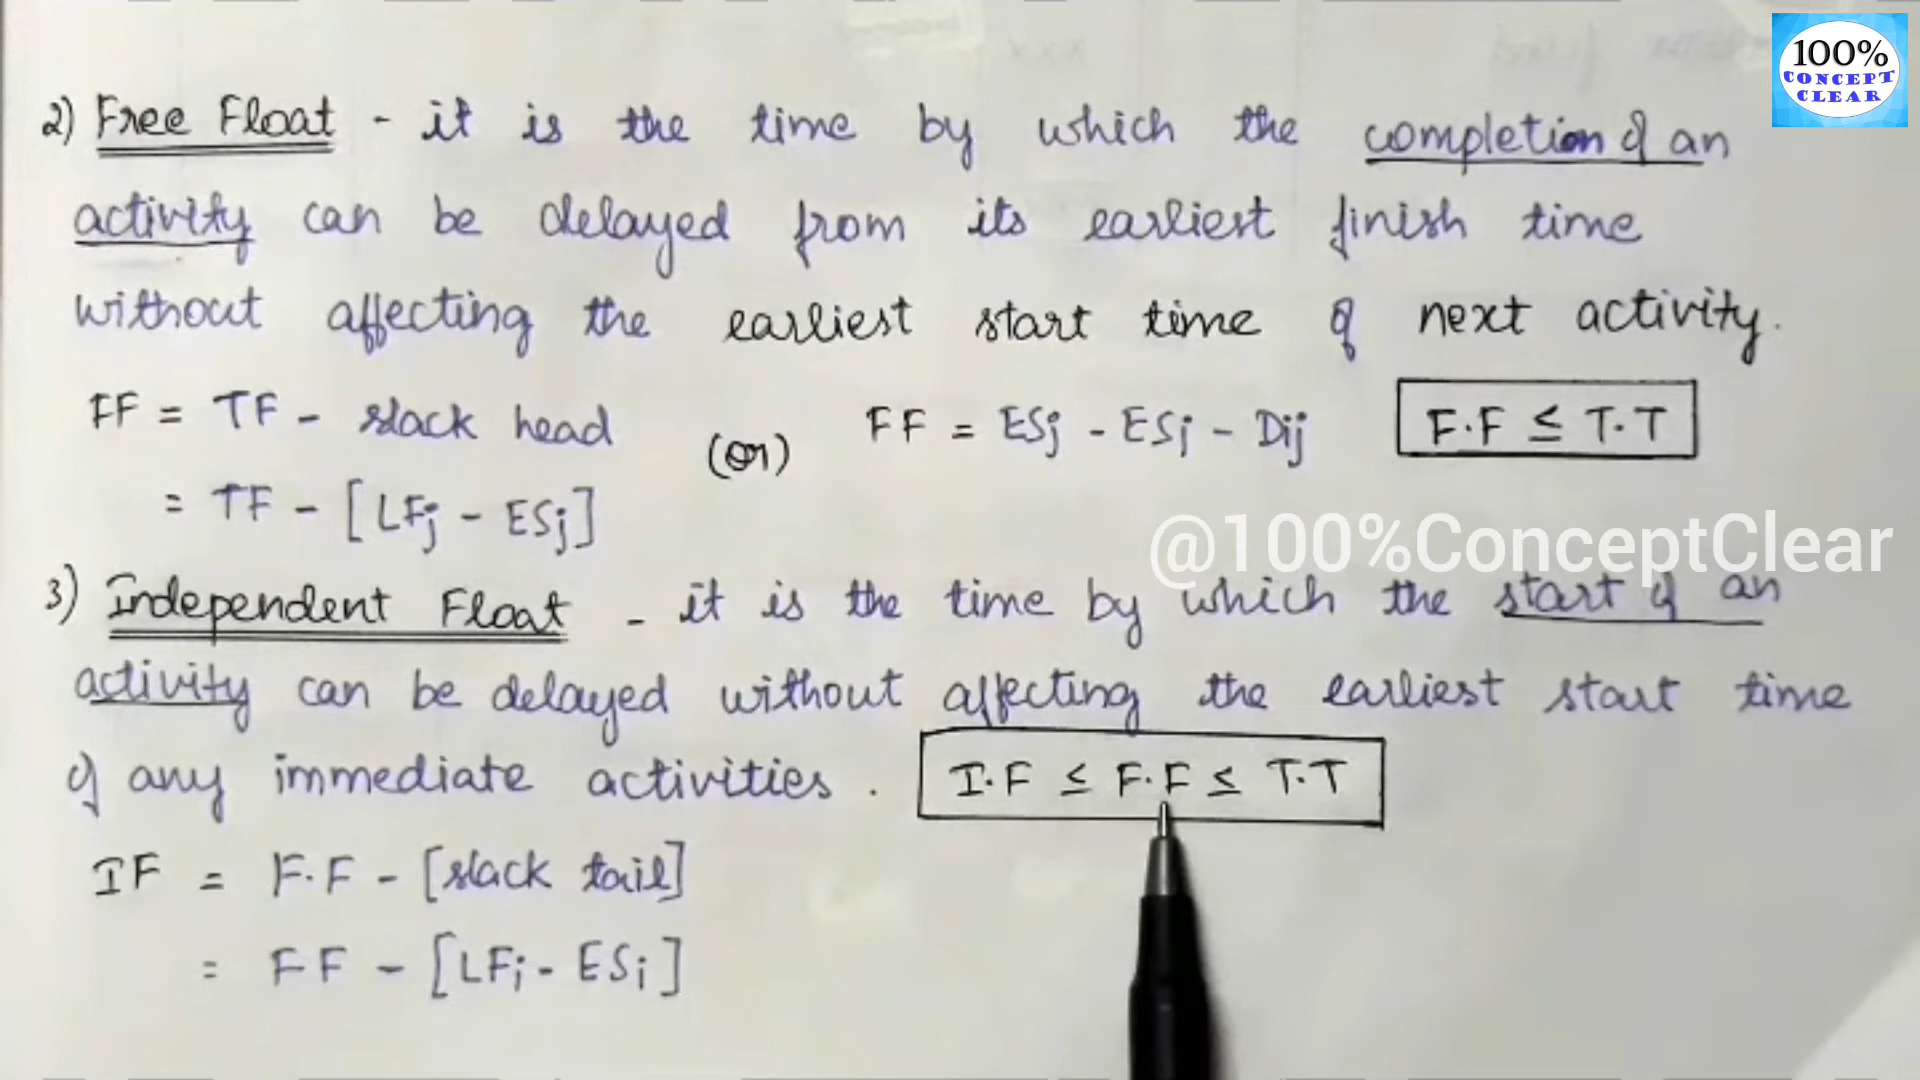 100%
CONCEPT
CLEAR
2) Free Float - it is the time by which the completion of an
activity can be delayed from its earliest finish time
without affecting the earliest start time of next activity.
FF = TF - slack head (or) FF = ESj - ESi - Dij F.F ≤ T.T
= TF - [LFj - ESj]
@100%ConceptClear
3) Independent Float - it is the time by which the start of an
activity can be delayed without affecting the earliest start time
of any immediate activities. I.F ≤ F.F ≤ T.T
IF = F.F - [slack tail]
= FF - [LFi - ESi]